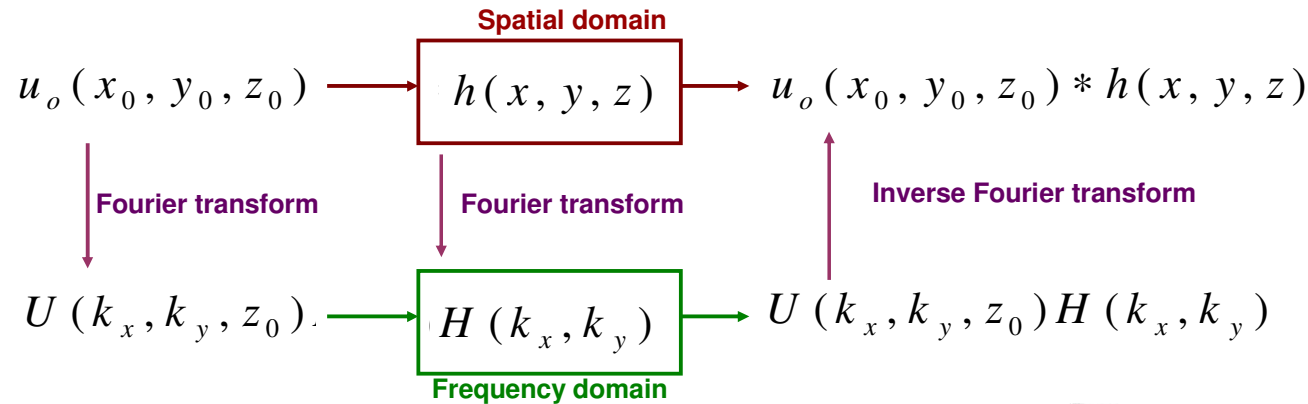 Spatial domain
u_o(x_0, y_0, z_0) h(x, y, z) u_o(x_0, y_0, z_0) * h(x, y, z)
Fourier transform Fourier transform Inverse Fourier transform
U(k_x, k_y, z_0) H(k_x, k_y) U(k_x, k_y, z_0)H(k_x, k_y)
Frequency domain